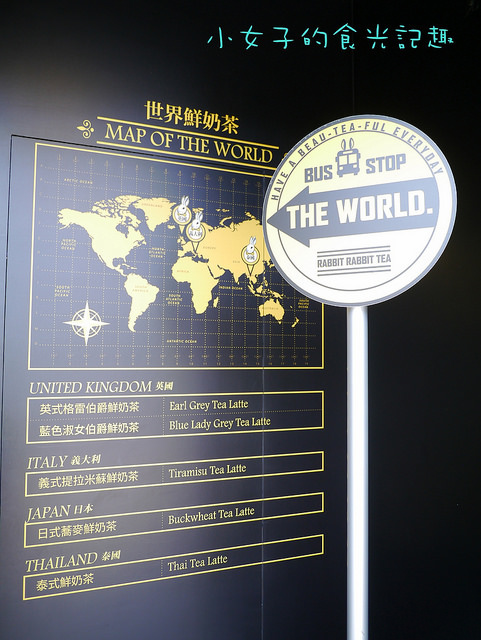 小女子的食光記趣
世界鮮奶茶
MAP OF THE WORLD
HAVE A BEAU-TEA-FUL EVERYDAY
BUS STOP
THE WORLD.
RABBIT RABBIT TEA
UNITED KINGDOM 英國
英式格雷伯爵鮮奶茶 Earl Grey Tea Latte
藍色淑女伯爵鮮奶茶 Blue Lady Grey Tea Latte
ITALY 義大利
義式提拉米蘇鮮奶茶 Tiramisu Tea Latte
JAPAN 日本
日式蕎麥鮮奶茶 Buckwheat Tea Latte
THAILAND 泰國
泰式鮮奶茶 Thai Tea Latte